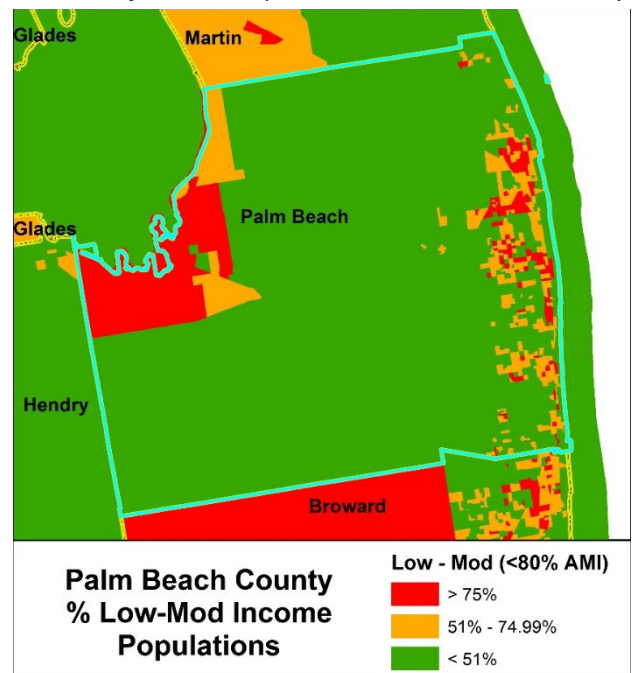 Glades
Martin
Palm Beach
Glades
Hendry
Broward
Palm Beach County
% Low-Mod Income
Populations
Low - Mod (<80% AMI)
> 75%
51% - 74.99%
< 51%